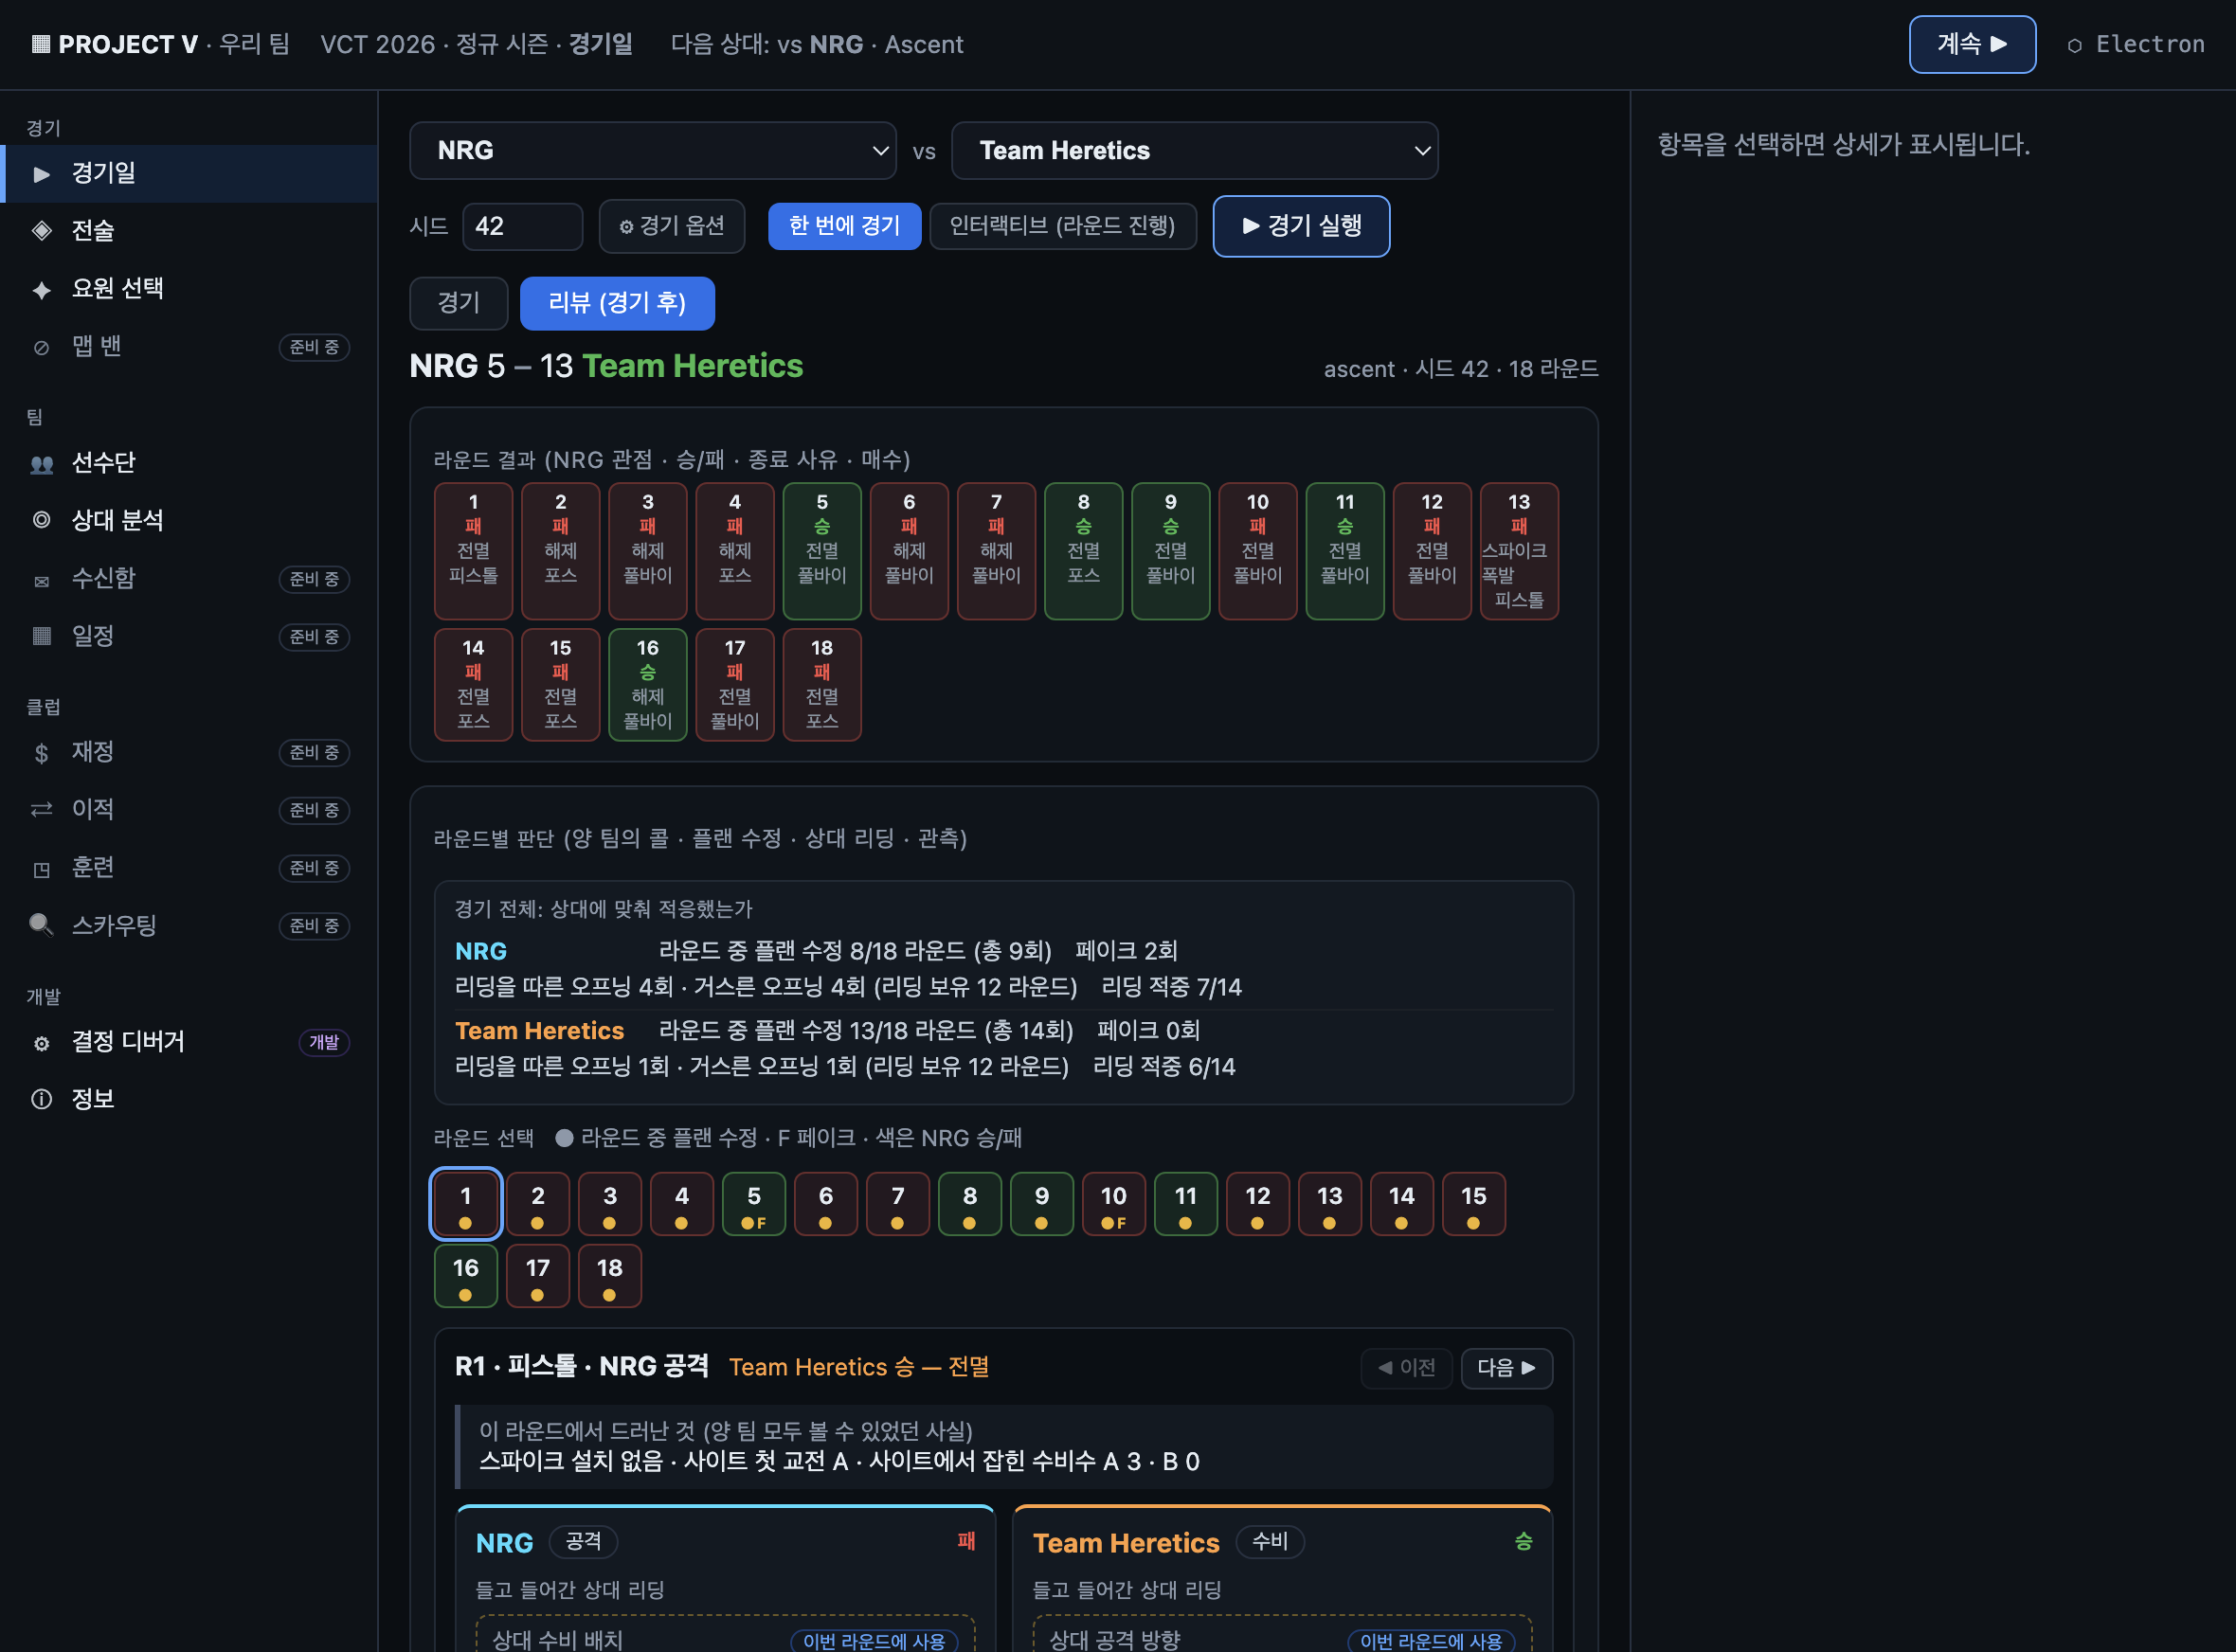 ▦ PROJECT V · 우리 팀 VCT 2026 · 정규 시즌 · 경기일 다음 상대: vs NRG · Ascent 계속 ▶ ⬡ Electron
경기
▶ 경기일
◈ 전술
✦ 요원 선택
⊘ 맵 밴 준비 중
팀
👥 선수단
◎ 상대 분석
✉ 수신함 준비 중
▦ 일정 준비 중
클럽
$ 재정 준비 중
⇄ 이적 준비 중
◳ 훈련 준비 중
🔍 스카우팅 준비 중
개발
⚙ 결정 디버거 개발
ⓘ 정보
NRG vs Team Heretics
시드 42 ⚙ 경기 옵션 한 번에 경기 인터랙티브 (라운드 진행) ▶ 경기 실행
경기 리뷰 (경기 후)
NRG 5 – 13 Team Heretics ascent · 시드 42 · 18 라운드
라운드 결과 (NRG 관점 · 승/패 · 종료 사유 · 매수)
1 2 3 4 5 6 7 8 9 10 11 12 13
패 패 패 패 승 패 패 승 승 패 승 패 패
전멸 해제 해제 해제 전멸 해제 해제 전멸 전멸 전멸 전멸 전멸 스파이크
피스톨 포스 풀바이 포스 풀바이 풀바이 풀바이 포스 풀바이 풀바이 풀바이 풀바이 폭발
피스톨
14 15 16 17 18
패 패 승 패 패
전멸 전멸 해제 전멸 전멸
포스 포스 풀바이 풀바이 포스
라운드별 판단 (양 팀의 콜 · 플랜 수정 · 상대 리딩 · 관측)
경기 전체: 상대에 맞춰 적응했는가
NRG 라운드 중 플랜 수정 8/18 라운드 (총 9회) 페이크 2회
리딩을 따른 오프닝 4회 · 거스른 오프닝 4회 (리딩 보유 12 라운드) 리딩 적중 7/14
Team Heretics 라운드 중 플랜 수정 13/18 라운드 (총 14회) 페이크 0회
리딩을 따른 오프닝 1회 · 거스른 오프닝 1회 (리딩 보유 12 라운드) 리딩 적중 6/14
라운드 선택 ● 라운드 중 플랜 수정 · F 페이크 · 색은 NRG 승/패
1 2 3 4 5 6 7 8 9 10 11 12 13 14 15
● ● ● ● ●F ● ● ● ● ●F ● ● ● ● ●
16 17 18
● ● ●
R1 · 피스톨 · NRG 공격 Team Heretics 승 — 전멸 ◀ 이전 다음 ▶
이 라운드에서 드러난 것 (양 팀 모두 볼 수 있었던 사실)
스파이크 설치 없음 · 사이트 첫 교전 A · 사이트에서 잡힌 수비수 A 3 · B 0
NRG 공격 패
들고 들어간 상대 리딩
상대 수비 배치 이번 라운드에 사용
Team Heretics 수비 승
들고 들어간 상대 리딩
상대 공격 방향 이번 라운드에 사용
항목을 선택하면 상세가 표시됩니다.